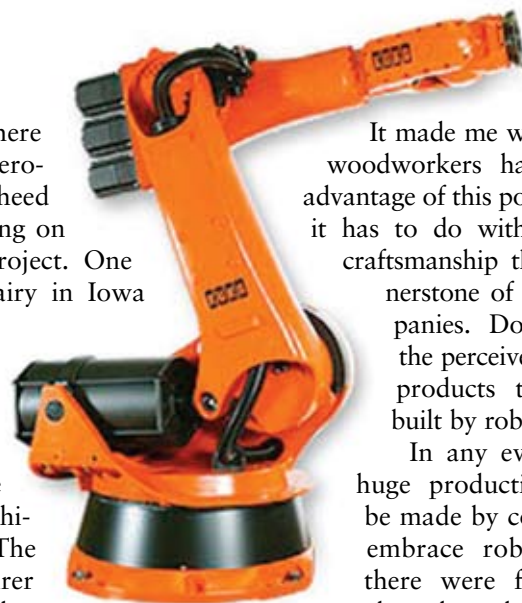 here
ero-
heed
ng on
roject. One
airy in Iowa
hi-
The
rer
KUKA
KUKA
It made me w
woodworkers ha
advantage of this po
it has to do with
craftsmanship th
nerstone of
panies. Do
the perceive
products t
built by rob
In any ev
huge producti
be made by co
embrace rob
there were f